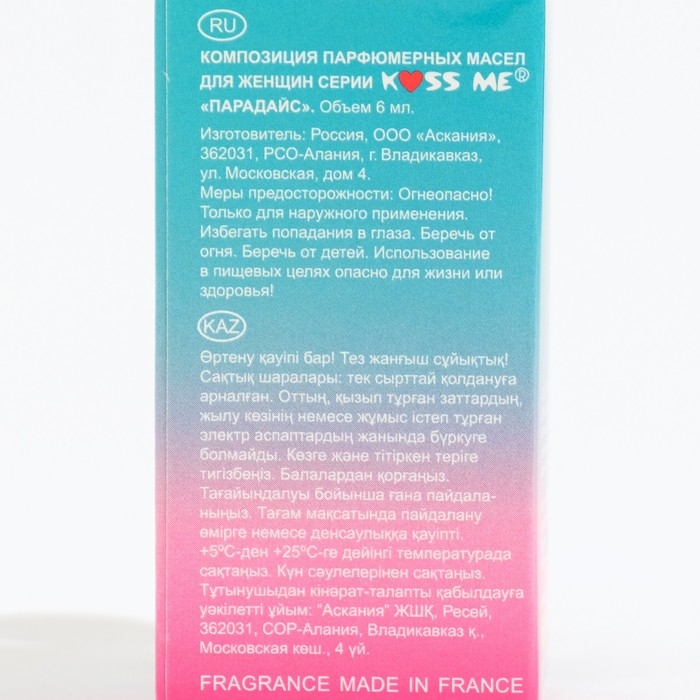 RU
КОМПОЗИЦИЯ ПАРФЮМЕРНЫХ МАСЕЛ
ДЛЯ ЖЕНЩИН СЕРИИ K❤SS ME®
«ПАРАДАЙС». Объем 6 мл.
Изготовитель: Россия, ООО «Аскания»,
362031, РСО-Алания, г. Владикавказ,
ул. Московская, дом 4.
Меры предосторожности: Огнеопасно!
Только для наружного применения.
Избегать попадания в глаза. Беречь от
огня. Беречь от детей. Использование
в пищевых целях опасно для жизни или
здоровья!
KAZ
Өртену қауіпі бар! Тез жанғыш сұйықтық!
Сақтық шаралары: тек сырттай қолдануға
арналған. Оттың, қызып тұрған заттардың,
жылу көзінің немесе жұмыс істеп тұрған
электр аспаптардың жанында бүркуге
болмайды. Көзге және тітіркен теріге
тигізбеңіз. Балалардан қорғаңыз.
Тағайындалуы бойынша ғана пайдала-
ныңыз. Тағам мақсатында пайдалану
өмірге немесе денсаулыққа қауіпті.
+5ºС-ден +25ºС-ге дейінгі температурада
сақтаңыз. Күн сәулелерінен сақтаңыз.
Тұтынушыдан кінәрат-талапты қабылдауға
уәкілетті ұйым: "Аскания" ЖШҚ, Ресей,
362031, СОР-Алания, Владикавказ қ.,
Московская көш., 4 үй.
FRAGRANCE MADE IN FRANCE